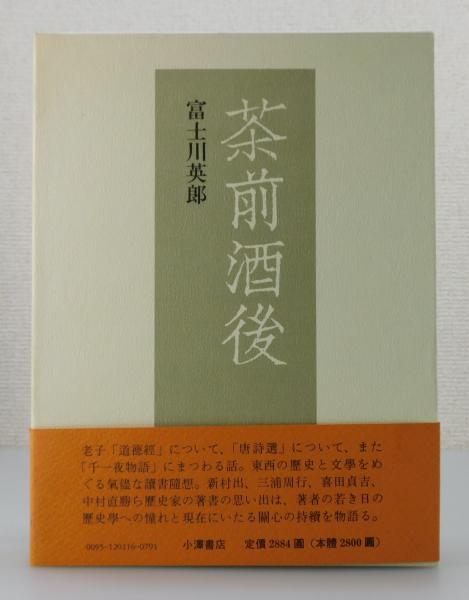 茶前酒後
富士川英郎
老子「道德經」について、「唐詩選」について、また
「千一夜物語」にまつわる話。東西の歷史と文學をめ
ぐる氣儘な讀書隨想。新村出、三浦周行、喜田貞吉、
中村直勝ら歷史家の著書の思い出は、著者の若き日の
歷史學への憧れと現在にいたる關心の持續を物語る。
0095-120116-0791 小澤書店 定價2884圓(本體2800圓)